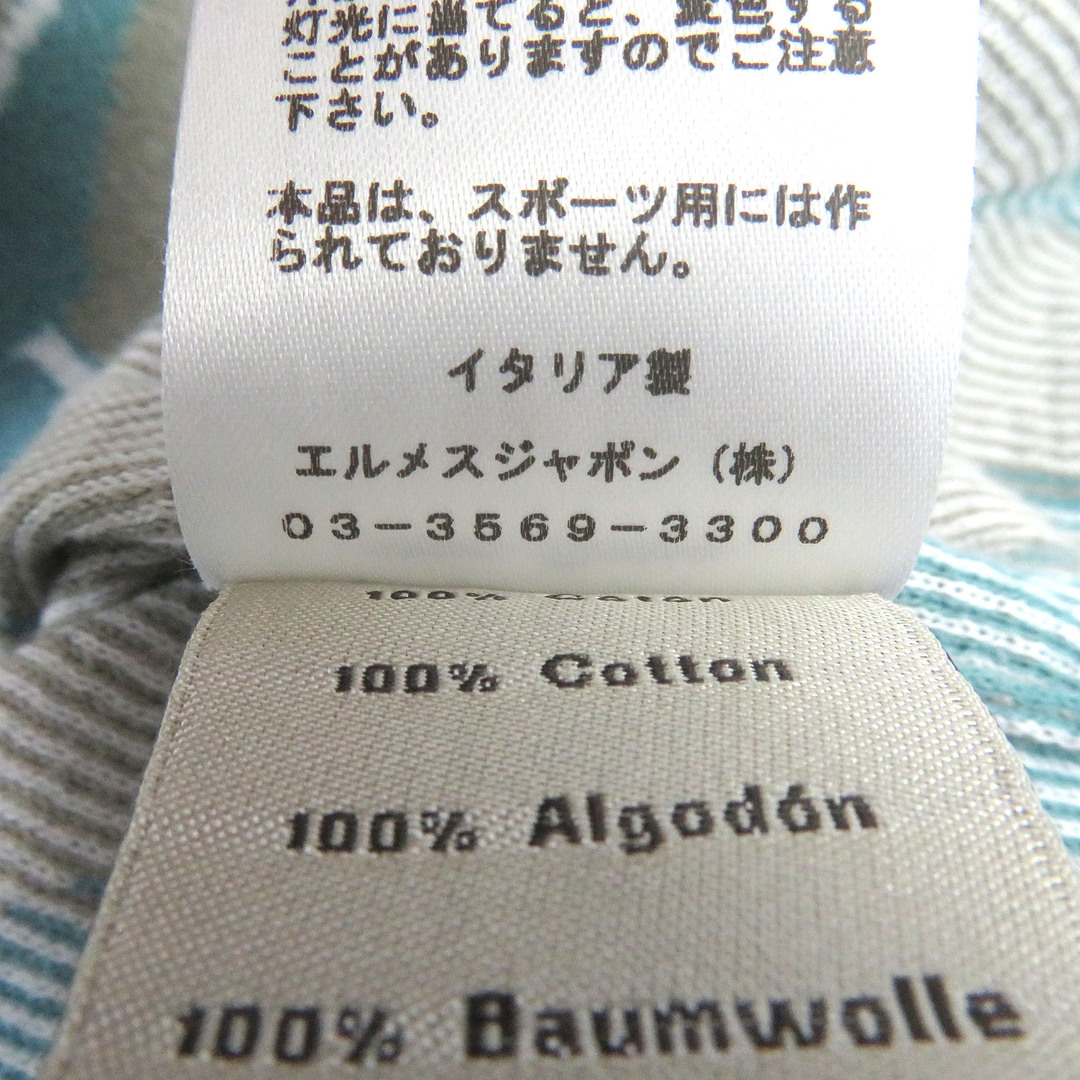 灯光に当てると、変色する
ことがありますのでご注意
下さい。
本品は、スポーツ用には作
られておりません。
イタリア製
エルメスジャポン（株）
03-3569-3300
100% Coton
100% Cotton
100% Algodón
100% Baumwolle